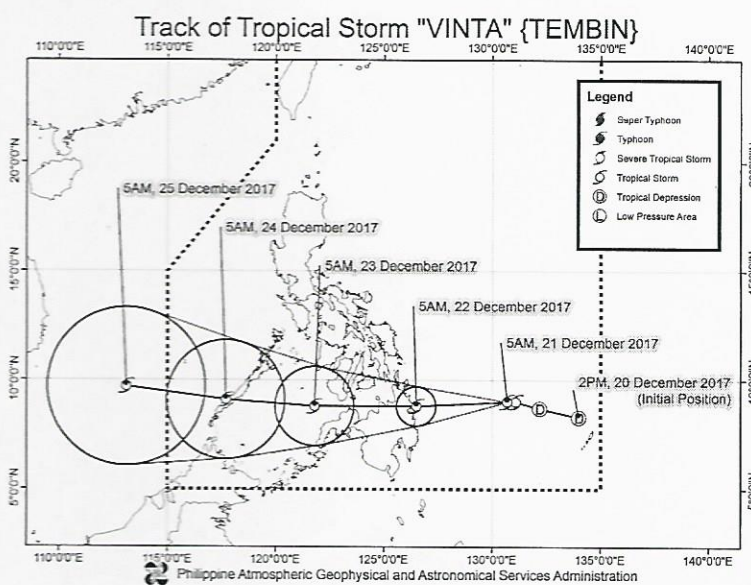 Track of Tropical Storm "VINTA" {TEMBIN}
110°0'0"E 115°0'0"E 120°0'0"E 125°0'0"E 130°0'0"E 135°0'0"E 140°0'0"E
Legend
Super Typhoon
Typhoon
Severe Tropical Storm
Tropical Storm
D Tropical Depression
L Low Pressure Area
20°0'0"N
5AM, 25 December 2017
5AM, 24 December 2017
5AM, 23 December 2017
15°0'0"N
5AM, 22 December 2017
5AM, 21 December 2017
2PM, 20 December 2017
(Initial Position)
10°0'0"N
D
D
5°0'0"N
110°0'0"E 115°0'0"E 120°0'0"E 125°0'0"E 130°0'0"E 135°0'0"E 140°0'0"E
Philippine Atmospheric Geophysical and Astronomical Services Administration